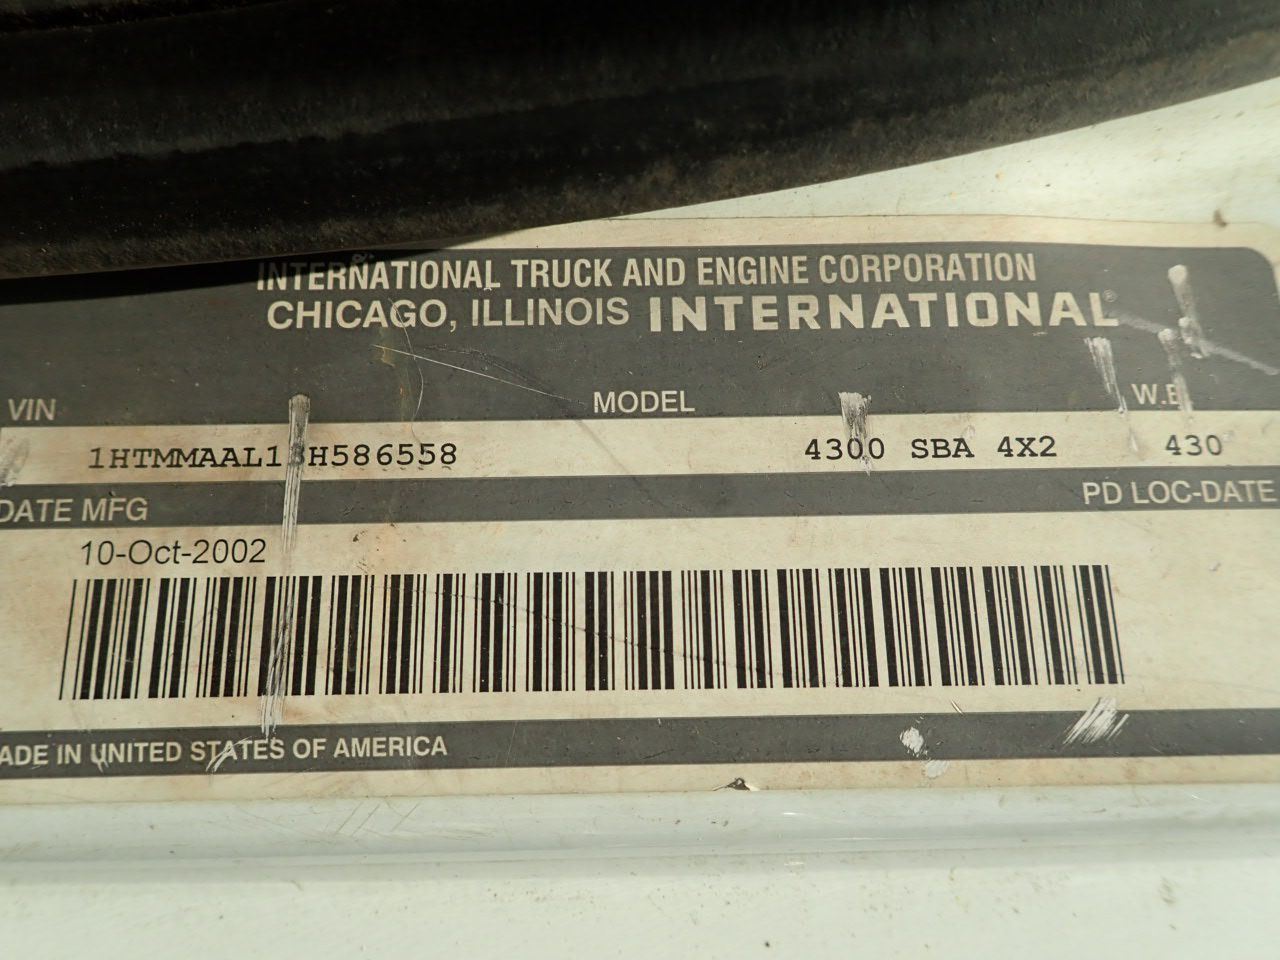 INTERNATIONAL TRUCK AND ENGINE CORPORATION
CHICAGO, ILLINOIS INTERNATIONAL®
VIN MODEL W.B.
1HTMMAAL13H586558 4300 SBA 4X2 430
DATE MFG PD LOC-DATE
10-Oct-2002
ADE IN UNITED STATES OF AMERICA